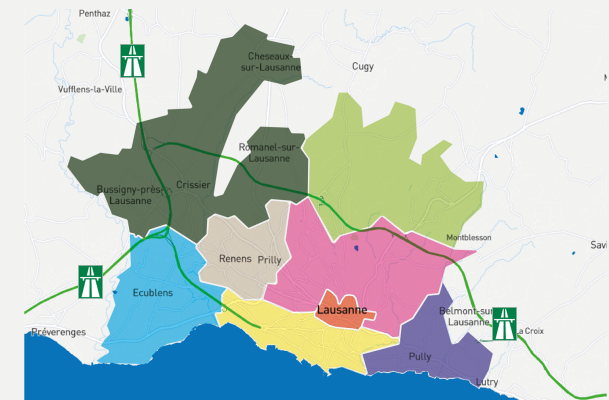 Penthaz
Cheseaux-
sur-Lausanne
Cugy
Vufflens-la-Ville
Romanel-sur-
Lausanne
Crissier
Bussigny-près-
Lausanne
Montblesson
Renens
Prilly
Ecublens
Lausanne
Belmont-sur
Lausanne
La Croix
Préverenges
Pully
Lutry
Savi